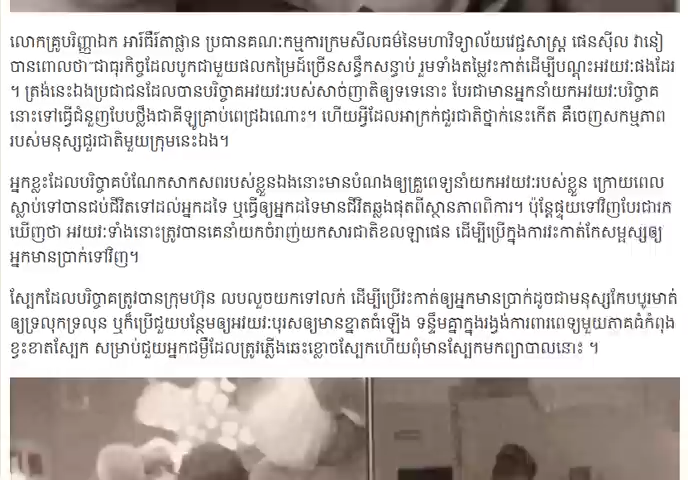 លោកគ្រូបរិញ្ញាឯក អារ៍ធឺរ៍តាផ្លាន ប្រធានគណៈកម្មការក្រមសីលធម៌នៃមហាវិទ្យាល័យវេជ្ជសាស្ត្រ ផេនស៊ីល វានៀ
បានពោលថា“ជាធុរកិច្ចដែលបូកជាមួយផលកម្រៃដ៍ច្រើនសន្ធឹកសន្ធាប់ រួមទាំងតម្លៃវះកាត់ដើម្បីបណ្តុះអវយវៈផងដែរ
។ ត្រង់នេះឯងប្រជាជនដែលបានបរិច្ចាគអវយវៈរបស់សាច់ញាតិឲ្យទទេនោះ បែរជាមានអ្នកនាំយកអវយវៈបរិច្ចាគ
នោះទៅធ្វើជំនួញបែបថ្លឹងជាគីឡូគ្រាប់ពេជ្រឯណោះ។ ហើយអ្វីដែលអាក្រក់ជួរជាតិថ្នាក់នេះកើត គឺចេញសកម្មភាព
របស់មនុស្សជួរជាតិមួយក្រុមនេះឯង។
អ្នកខ្លះដែលបរិច្ចាគបំណែកសាកសពរបស់ខ្លួនឯងនោះមានបំណងឲ្យគ្រូពេទ្យនាំយកអវយវៈរបស់ខ្លួន ក្រោយពេល
ស្លាប់ទៅបានជប់ជីវិតទៅដល់អ្នកដទៃ ឬធ្វើឲ្យអ្នកដទៃមានជីវិតឆ្លងផុតពីស្ថានភាពពិការ។ ប៉ុន្តែផ្ទុយទៅវិញបែរជារក
ឃើញថា អវយវៈទាំងនោះត្រូវបានគេនាំយកចំរាញ់យកសារជាតិខលឡាផេន ដើម្បីប្រើក្នុងការវះកាត់កែសម្ផស្សឲ្យ
អ្នកមានប្រាក់ទៅវិញ។
ស្បែកដែលបរិច្ចាគត្រូវបានក្រុមហ៊ុន លបលួចយកទៅលក់ ដើម្បីប្រើវះកាត់ឲ្យអ្នកមានប្រាក់ដូចជាមនុស្សកែបបូរមាត់
ឲ្យទ្រលុកទ្រលុន ឬក៏ប្រើជួយបន្ថែមឲ្យអវយវៈបុរសឲ្យមានខ្នាតធំឡើង ទន្ទឹមគ្នាក្នុងរង្វង់ការពារពេទ្យមួយភាគធំកំពុង
ខ្វះខាតស្បែក សម្រាប់ជួយអ្នកជម្ងឺដែលត្រូវភ្លើងឆេះខ្លោចស្បែកហើយពុំមានស្បែកមកព្យាបាលនោះ ។